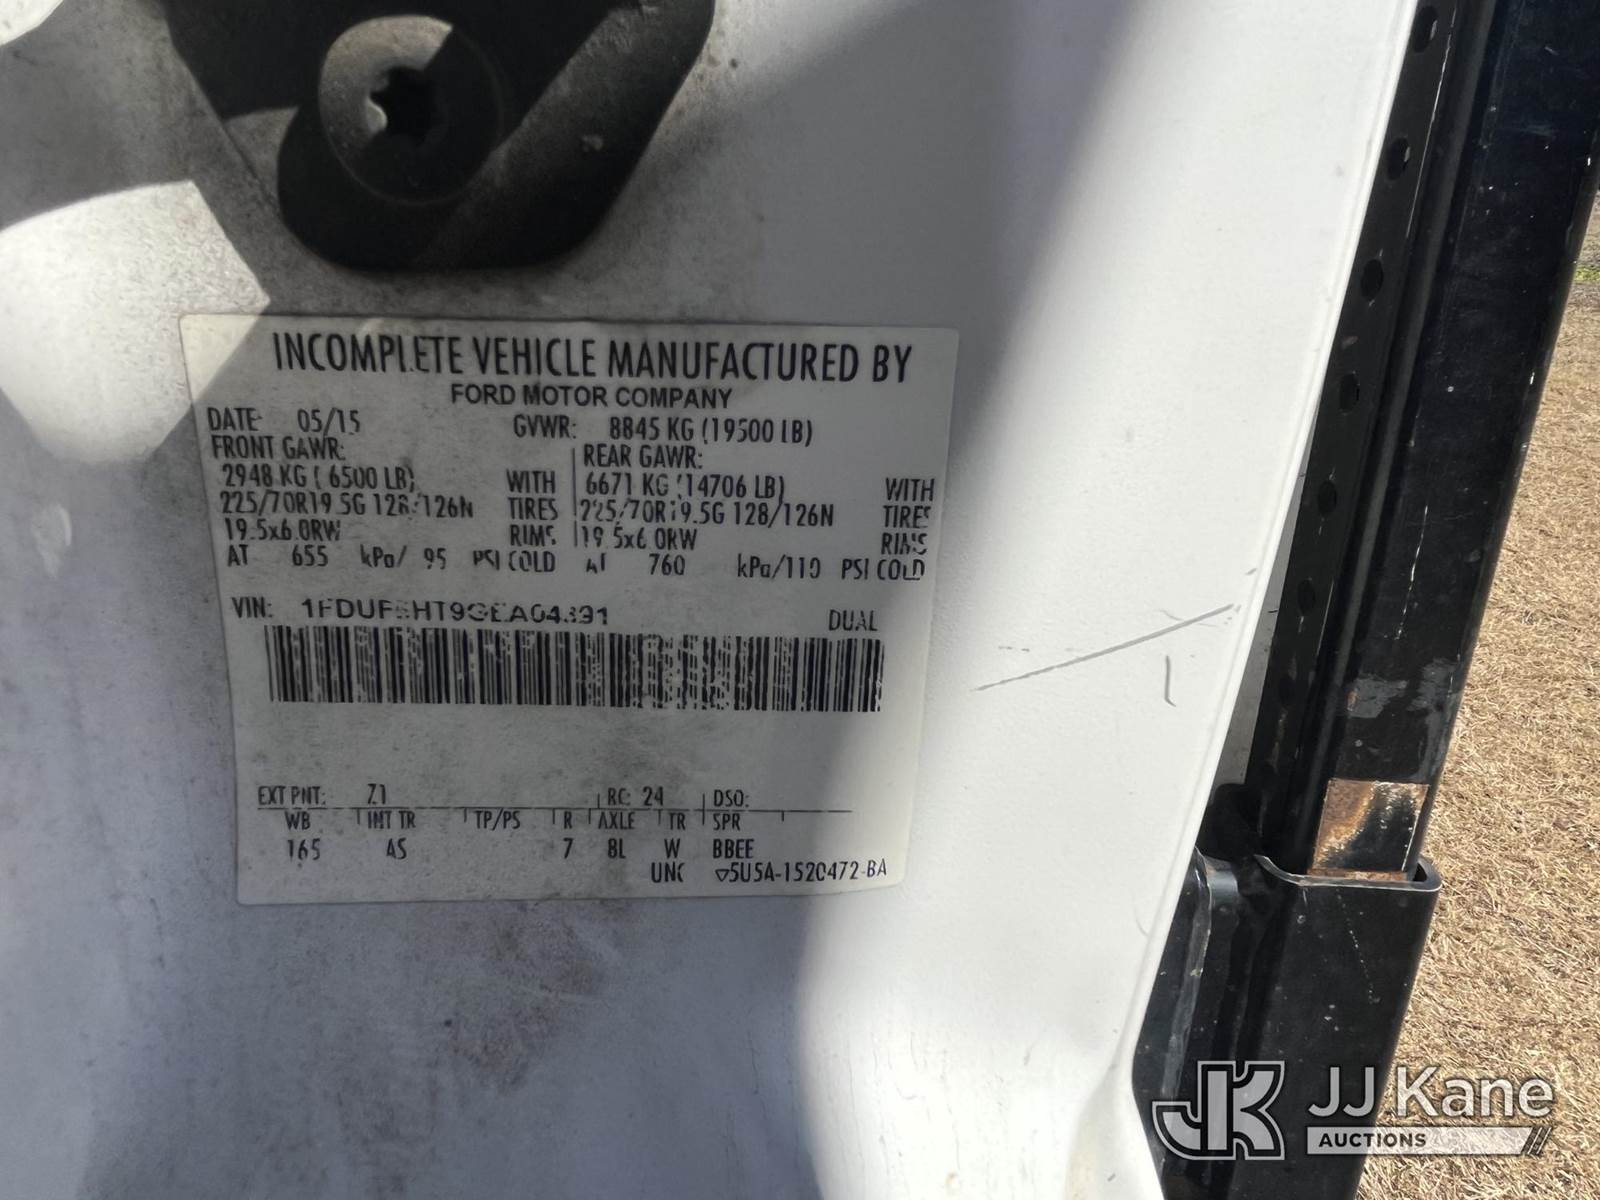 INCOMPLETE VEHICLE MANUFACTURED BY
FORD MOTOR COMPANY
DATE: 05/15 GVWR: 8845 KG (19500 LB)
FRONT GAWR: REAR GAWR:
2948 KG ( 6500 LB) WITH 6671 KG (14706 LB) WITH
225/70R19.5G 128/126N TIRES 225/70R19.5G 128/126N TIRES
19.5x6.0RW RIMS 19.5x6.0RW RIMS
AT 655 kPa/ 95 PSI COLD AT 760 kPa/110 PSI COLD
VIN: DUAL
EXT PNT: Z1 RC: 24 DSO:
WB INT TR TP/PS R AXLE TR SPR
165 AS 7 8L W BBEE
▽5U5A-1520472-BA
JK JJ Kane
AUCTIONS